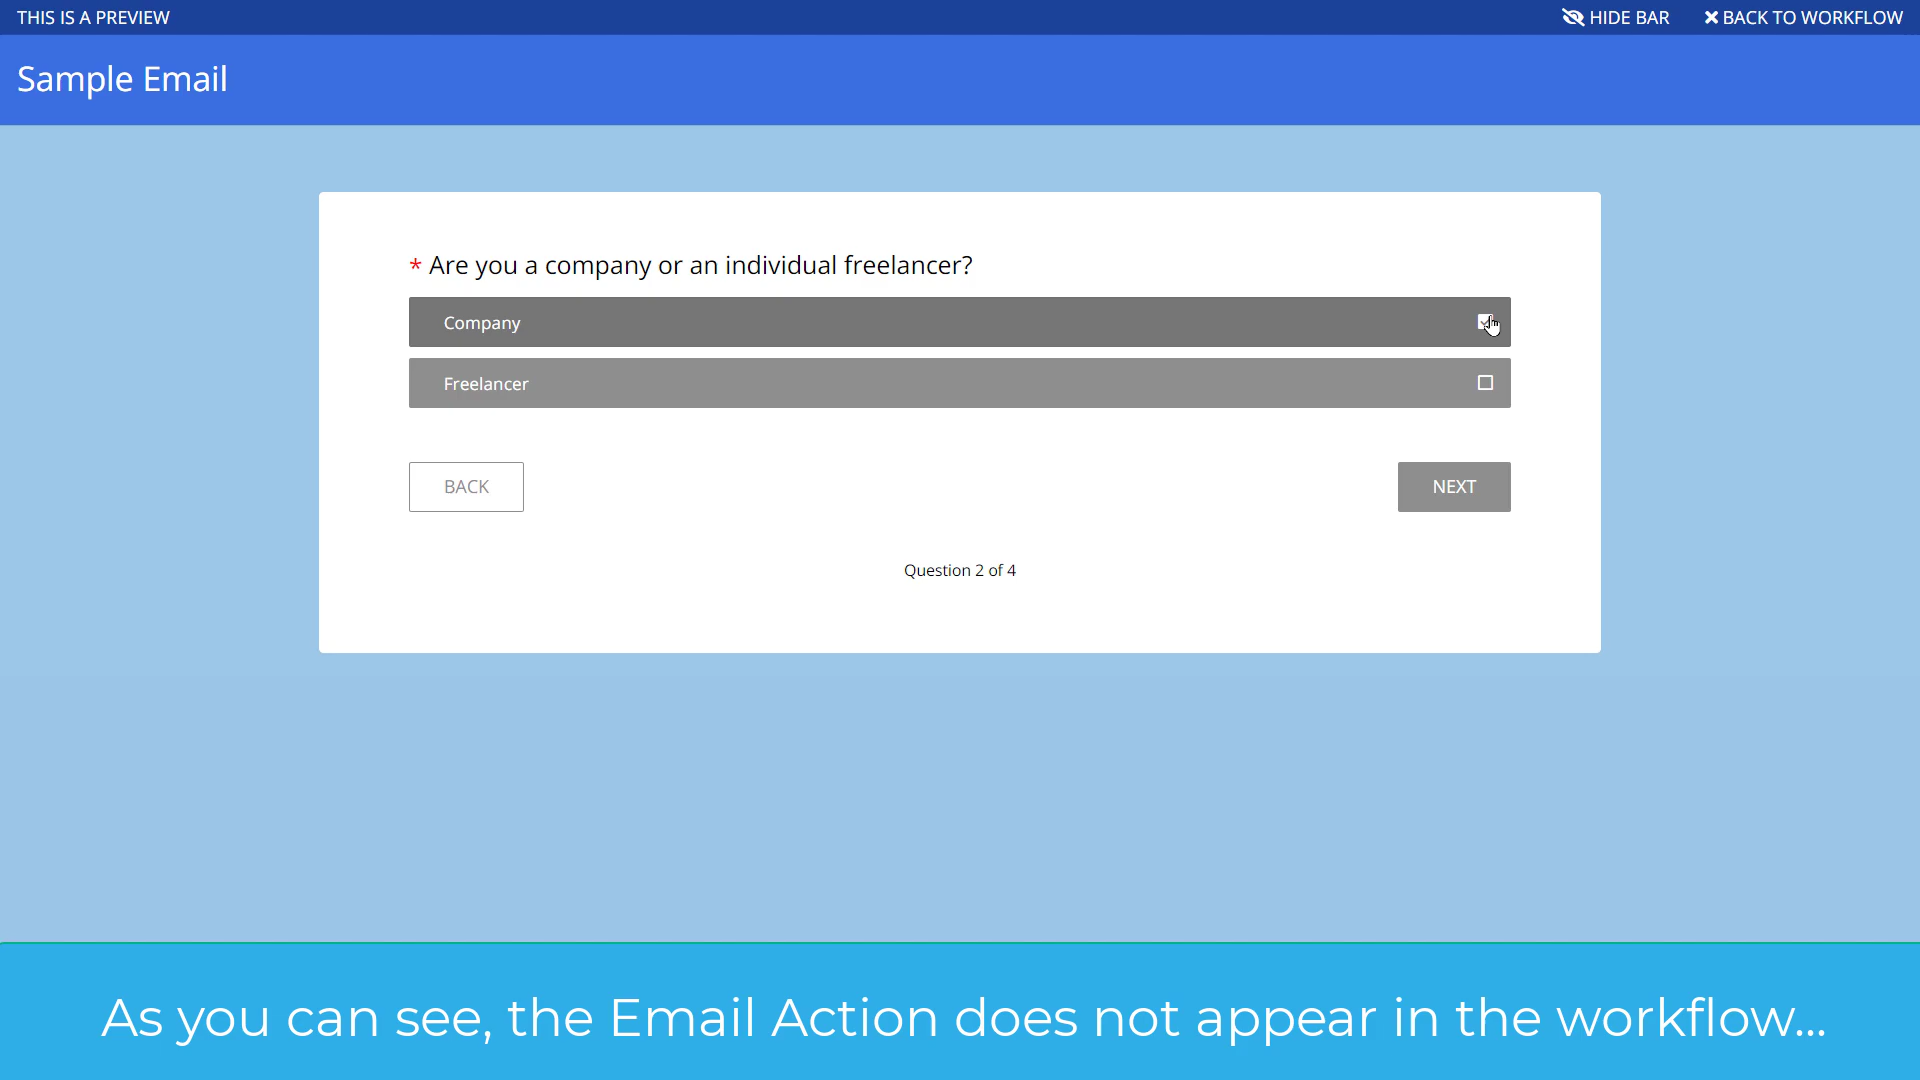 THIS IS A PREVIEW
HIDE BAR
BACK TO WORKFLOW
Sample Email
* Are you a company or an individual freelancer?
Company
Freelancer
BACK
NEXT
Question 2 of 4
As you can see, the Email Action does not appear in the workflow...